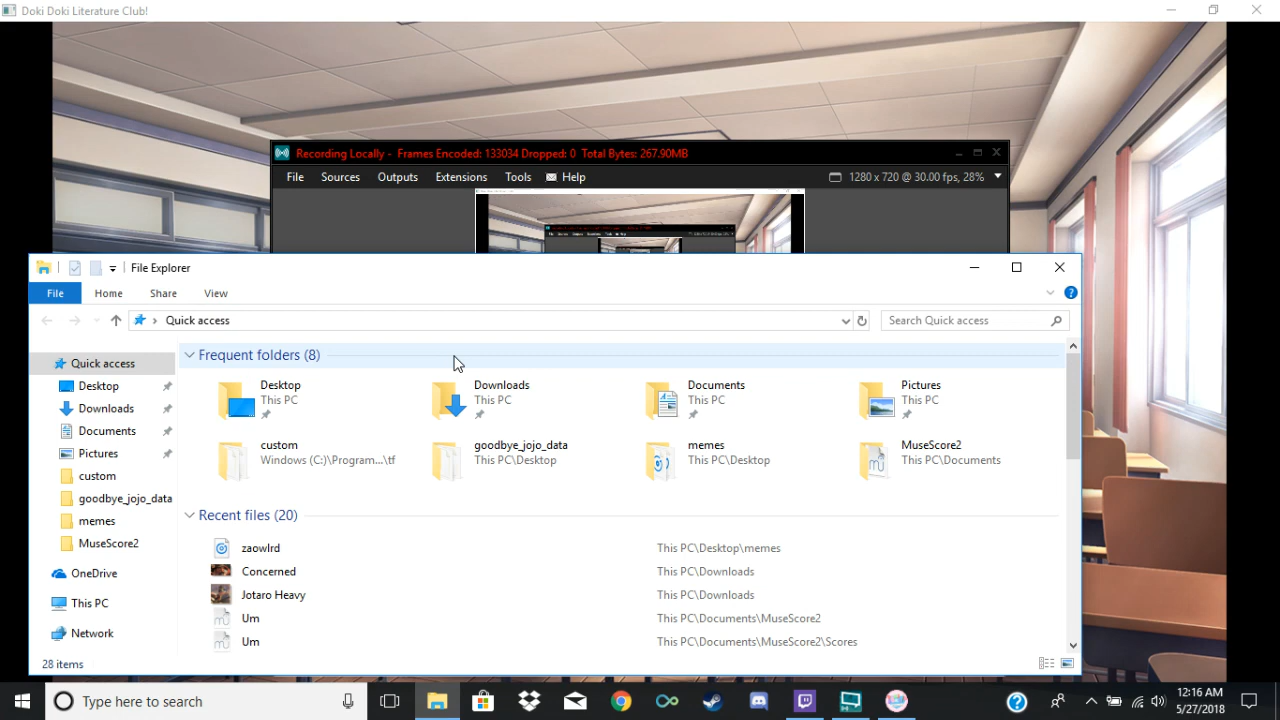 Doki Doki Literature Club!
Recording Locally - Frames Encoded: 133034 Dropped: 0 Total Bytes: 267.90MB
File Sources Outputs Extensions Tools Help 1280 x 720 @ 30.00 fps, 28%
File Explorer
File Home Share View
Quick access
Search Quick access
Quick access
Desktop
Downloads
Documents
Pictures
custom
goodbye_jojo_data
memes
MuseScore2
OneDrive
This PC
Network
Frequent folders (8)
Desktop
This PC
Downloads
This PC
Documents
This PC
Pictures
This PC
custom
Windows (C:)\Program...\tf
goodbye_jojo_data
This PC\Desktop
memes
This PC\Desktop
MuseScore2
This PC\Documents
Recent files (20)
zaowlrd This PC\Desktop\memes
Concerned This PC\Downloads
Jotaro Heavy This PC\Downloads
Um This PC\Documents\MuseScore2
Um This PC\Documents\MuseScore2\Scores
28 items
Type here to search
12:16 AM
5/27/2018